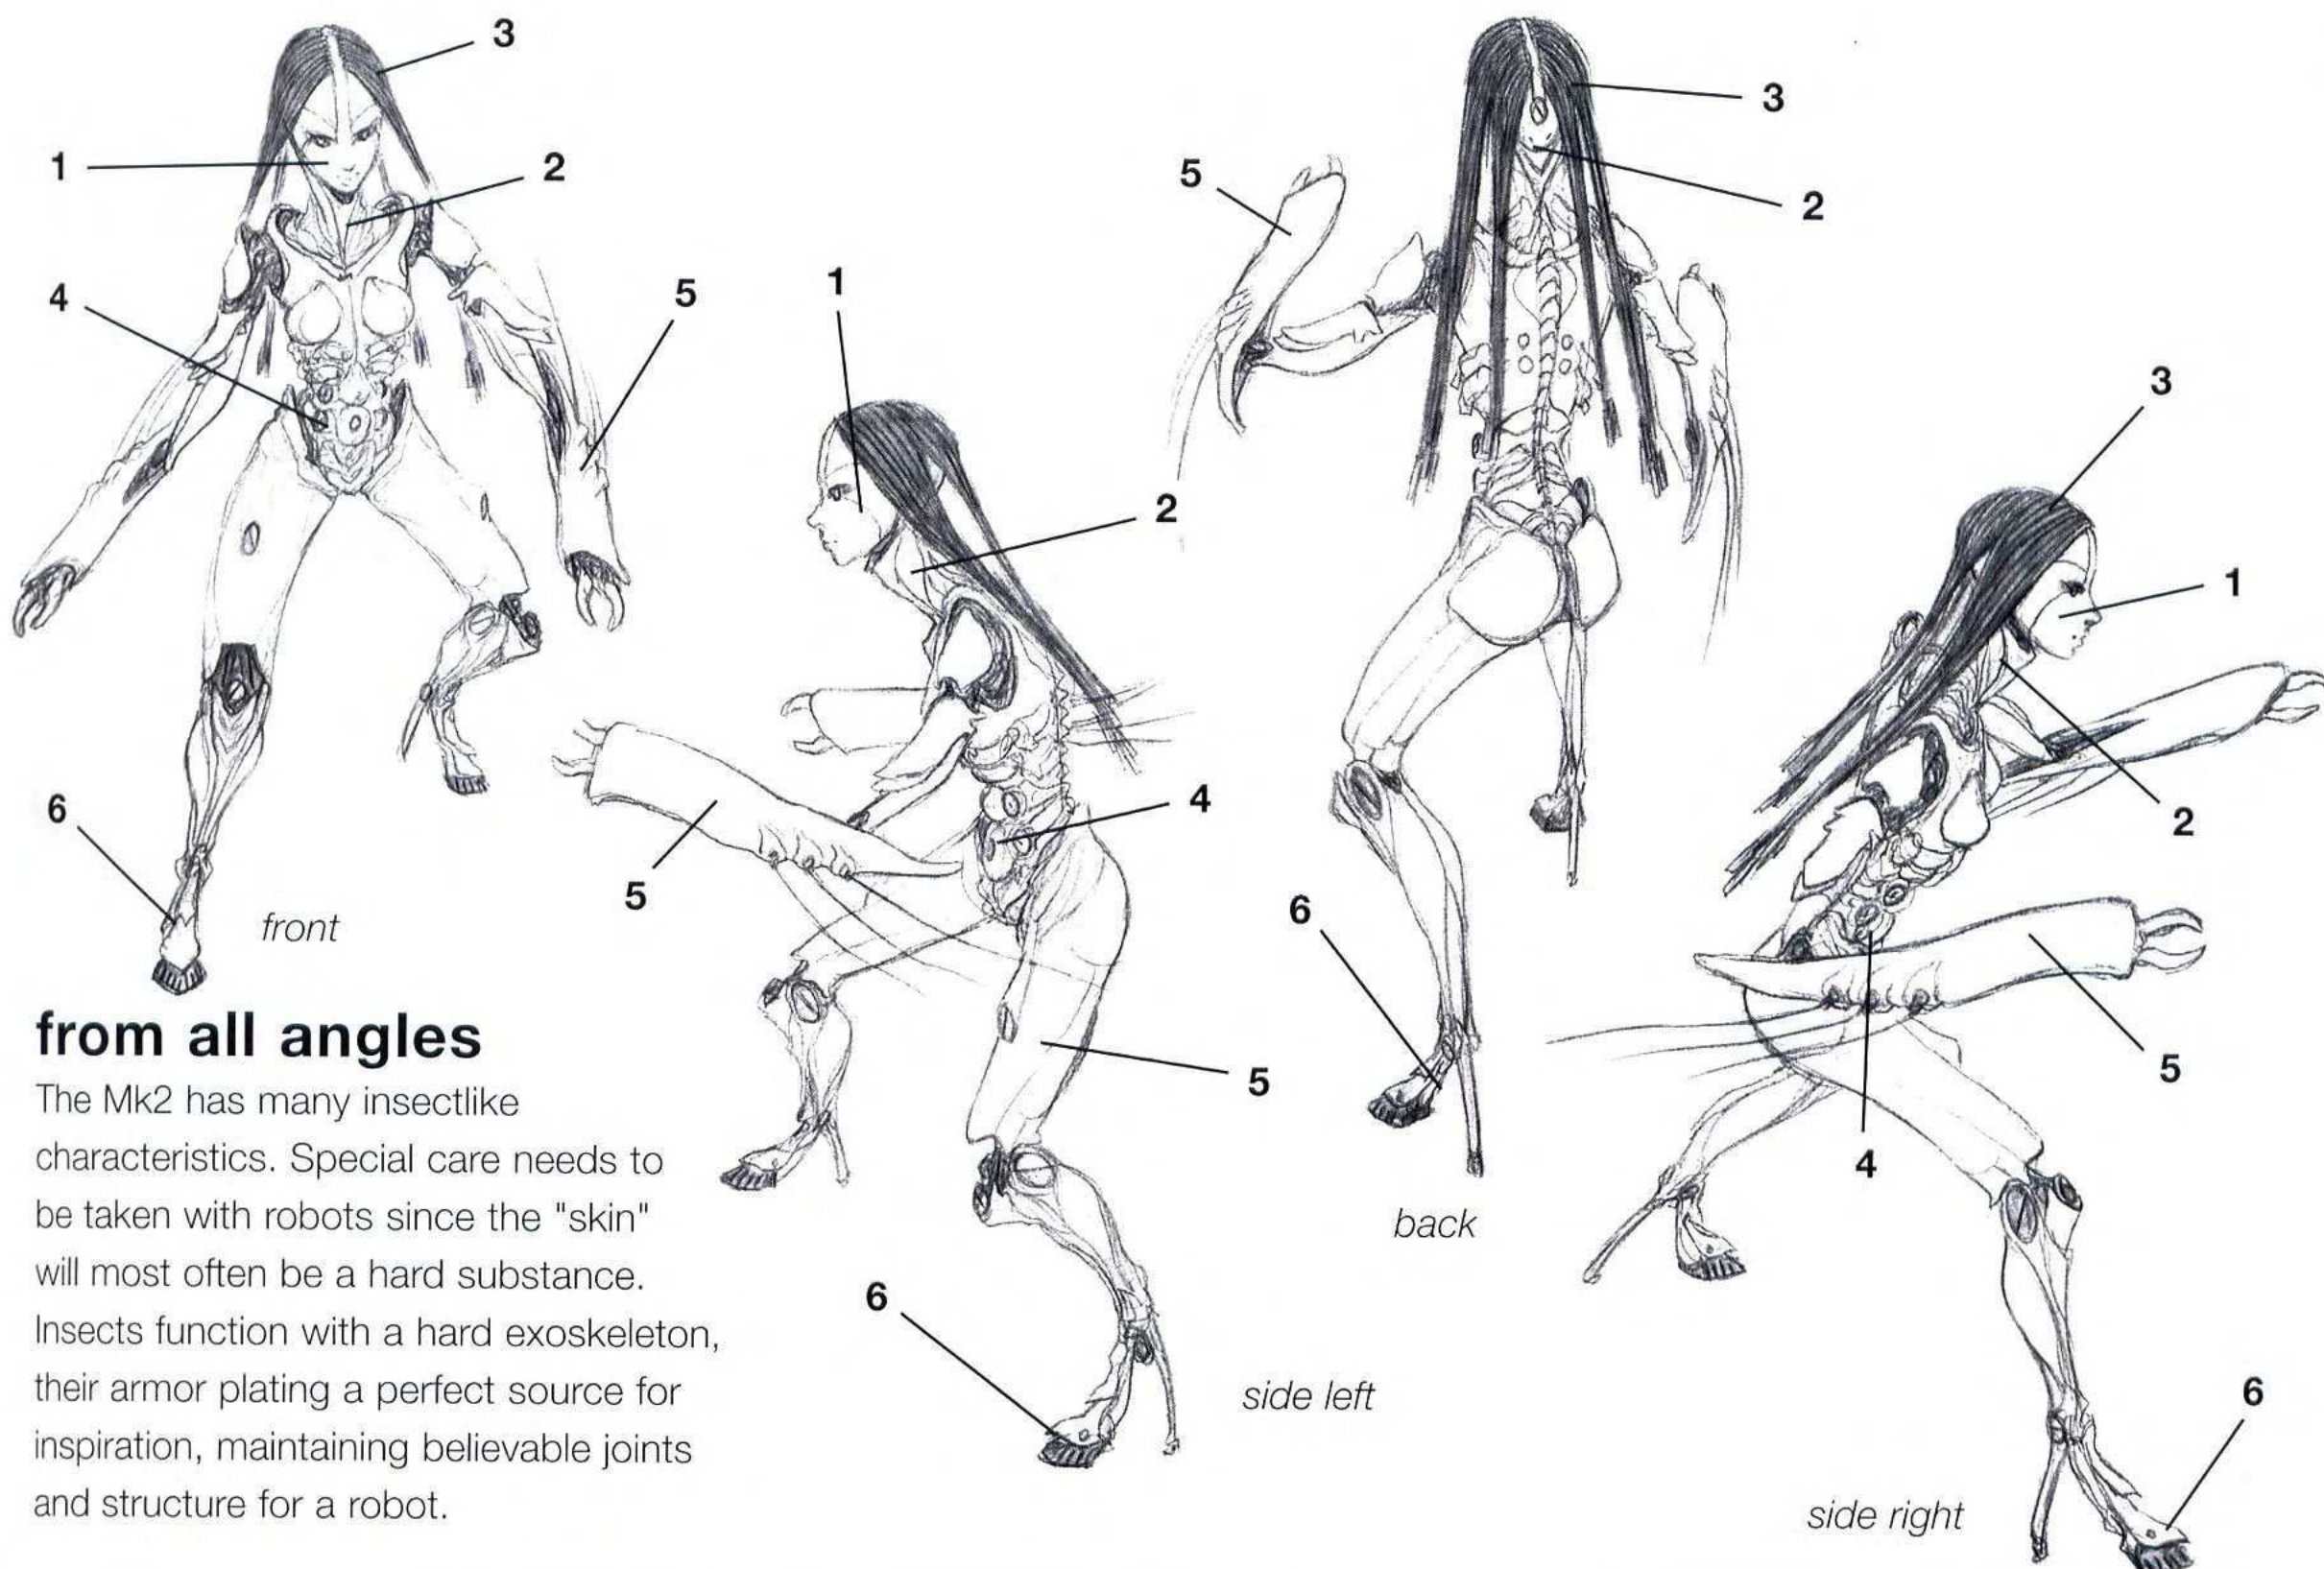 3
1
2
4
5
6
front
1
2
4
5
5
6
side left
5
3
2
6
back
3
1
2
5
4
6
side right
from all angles
The Mk2 has many insectlike
characteristics. Special care needs to
be taken with robots since the "skin"
will most often be a hard substance.
Insects function with a hard exoskeleton,
their armor plating a perfect source for
inspiration, maintaining believable joints
and structure for a robot.